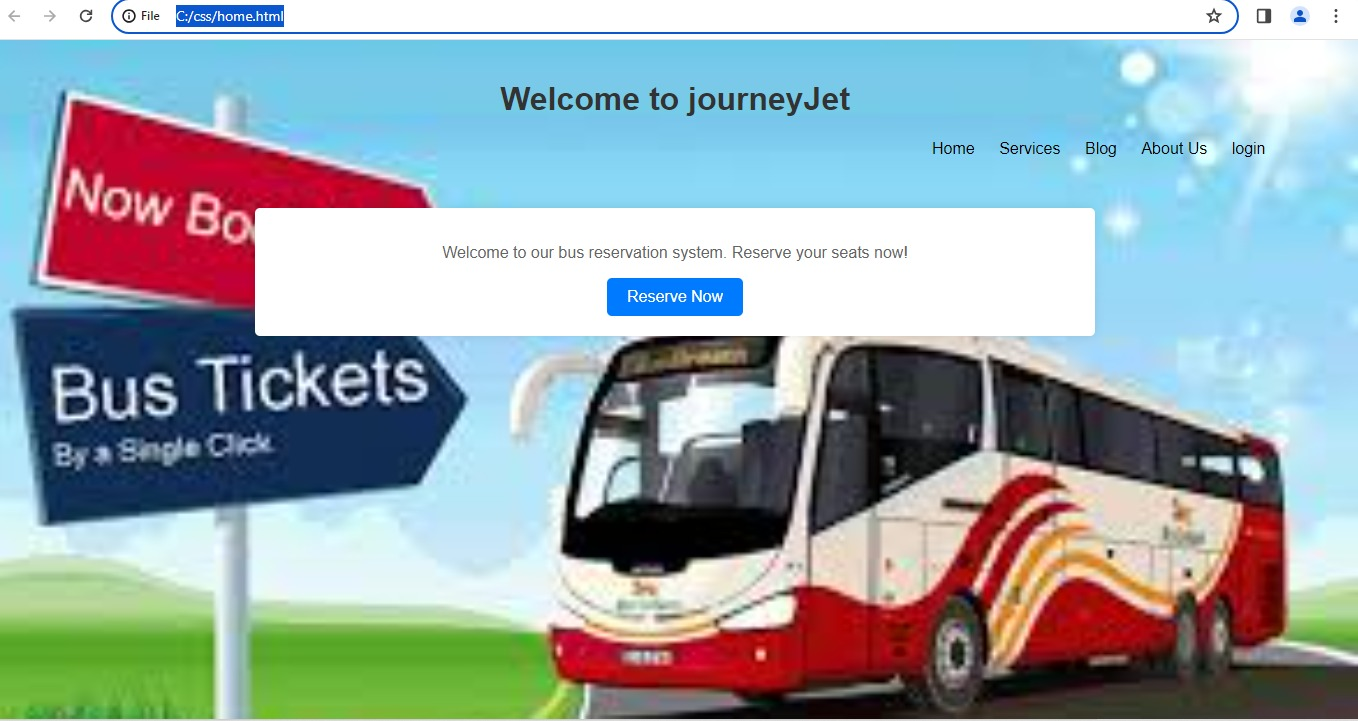 File C:/css/home.html
Welcome to journeyJet
Home Services Blog About Us login
Now
Welcome to our bus reservation system. Reserve your seats now!
Reserve Now
Bus Tickets
By a Single Click